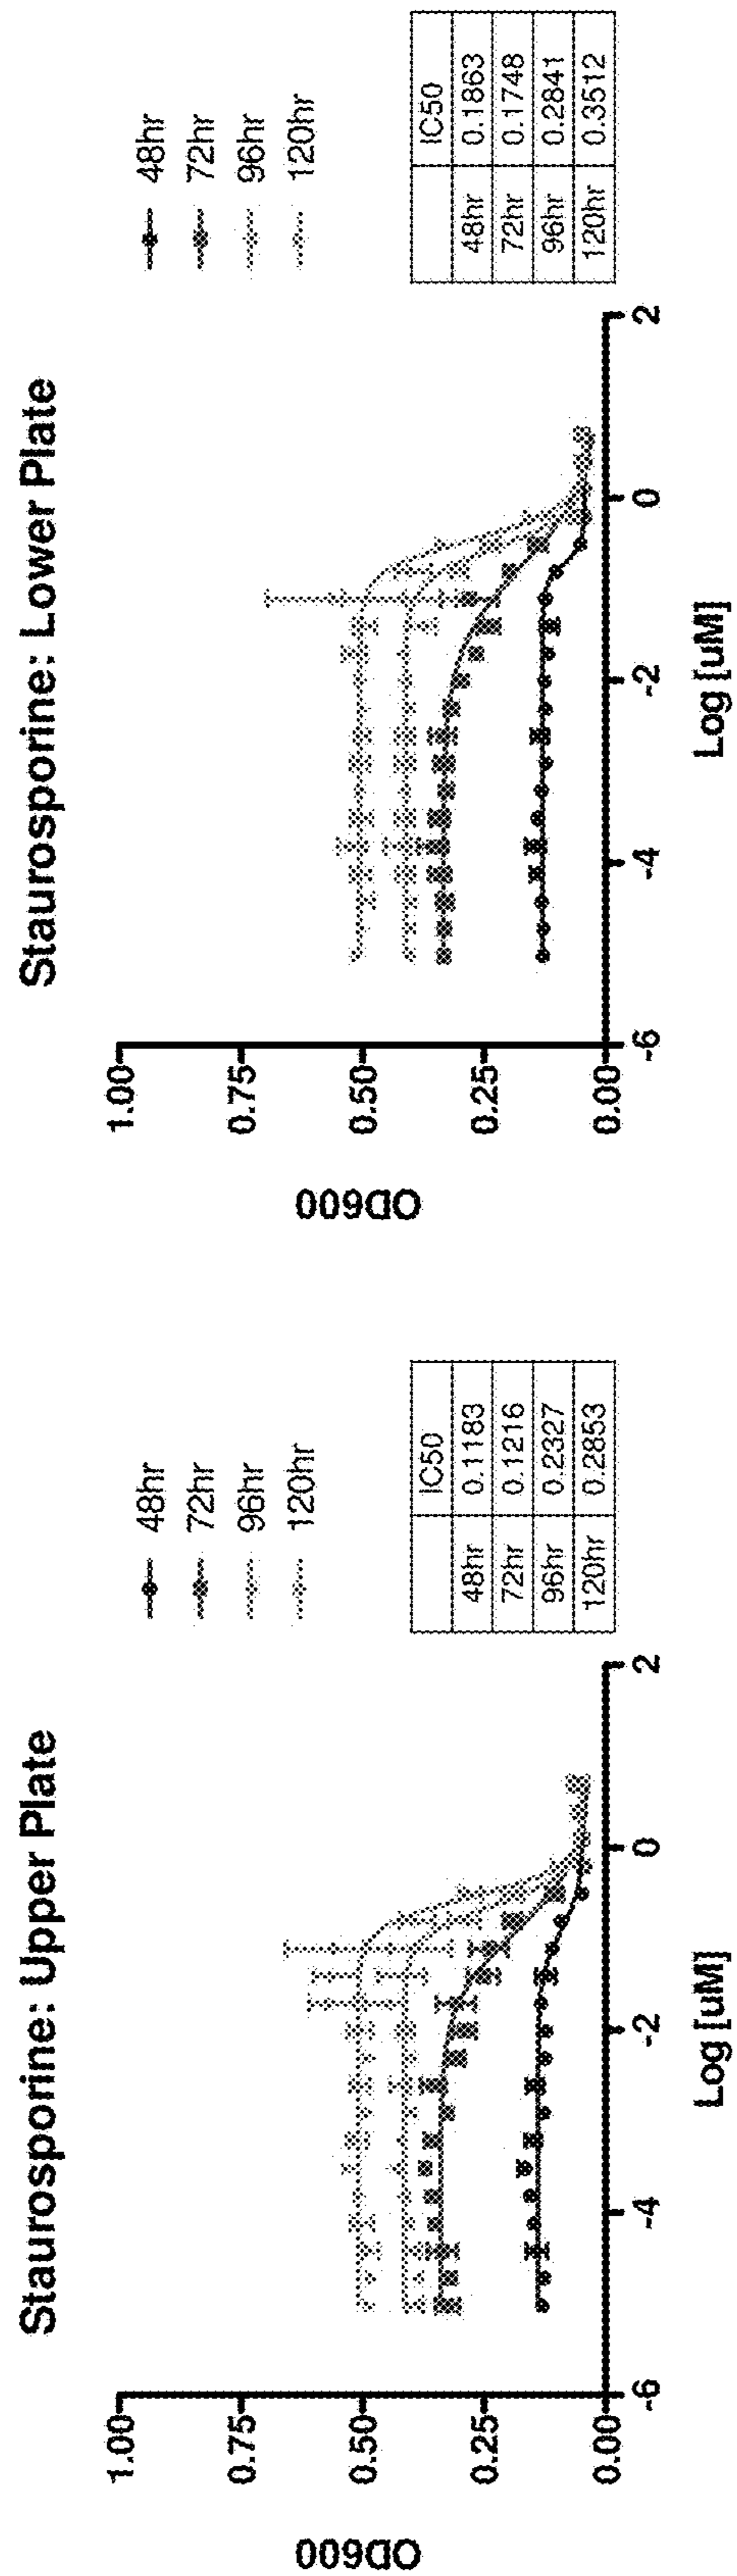 Staurosporine: Upper Plate
OD600
1.00
0.75
0.50
0.25
0.00
-6
-4
-2
0
2
Log [uM]
48hr
72hr
96hr
120hr
IC50
48hr 0.1183
72hr 0.1216
96hr 0.2327
120hr 0.2853
Staurosporine: Lower Plate
OD600
1.00
0.75
0.50
0.25
0.00
-6
-4
-2
0
2
Log [uM]
48hr
72hr
96hr
120hr
IC50
48hr 0.1863
72hr 0.1748
96hr 0.2841
120hr 0.3512